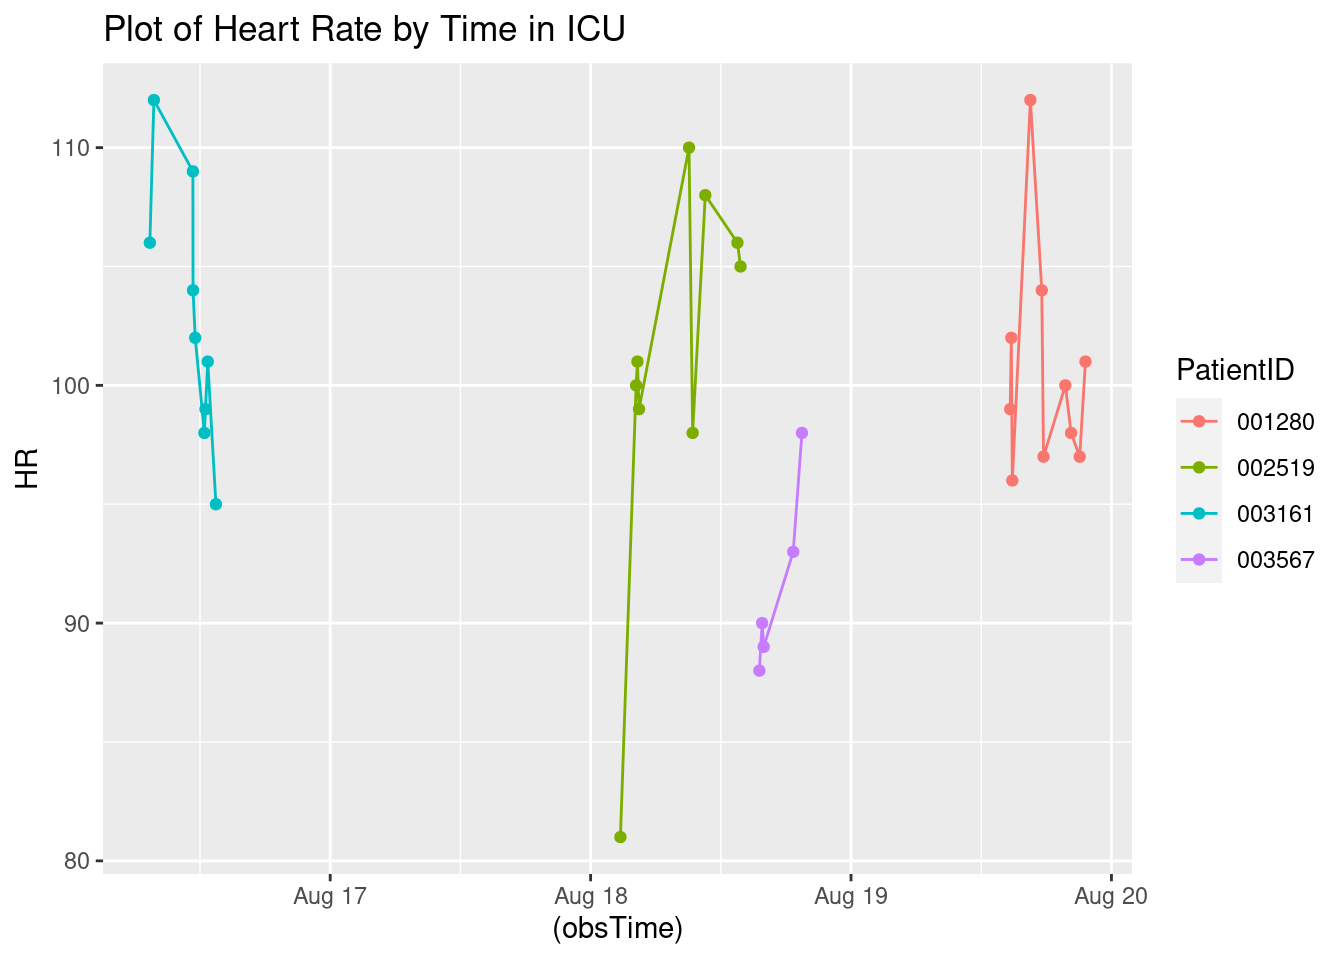 Plot of Heart Rate by Time in ICU
110
100
90
80
HR
Aug 17
Aug 18
Aug 19
Aug 20
(obsTime)
PatientID
001280
002519
003161
003567